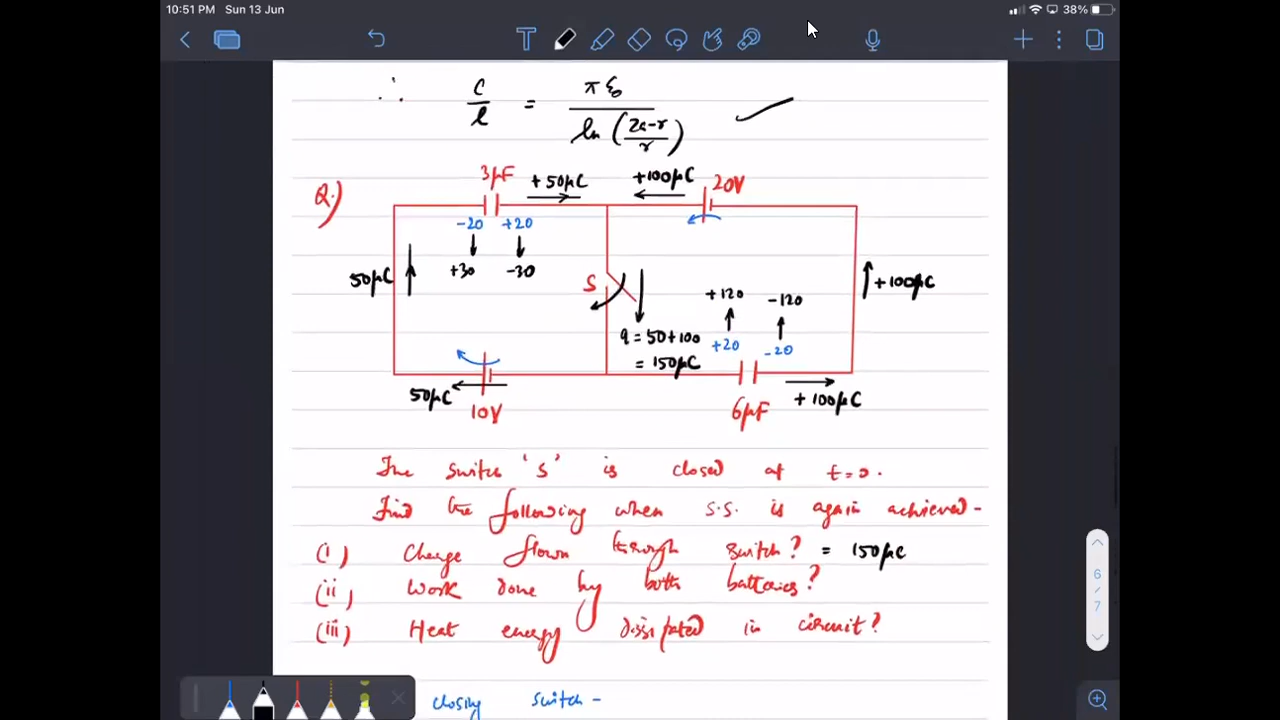 10:51 PM Sun 13 Jun
38%
∴ C/l = πε₀ / ln(2a-r/r)
Q.)
3μF
+50μC
+100μC
20V
-20 +20
+30 -30
50μC
S
+120 -120
+100μC
q = 50+100
= 150μC
+20 -20
50μC
10V
6μF
+100μC
The switch 'S' is closed at t=0.
Find the following when S.S. is again achieved-
(i) Charge flown through switch? = 150μC
(ii) Work done by both batteries?
(iii) Heat energy dissipated in circuit?
closing switch -
6
/
7